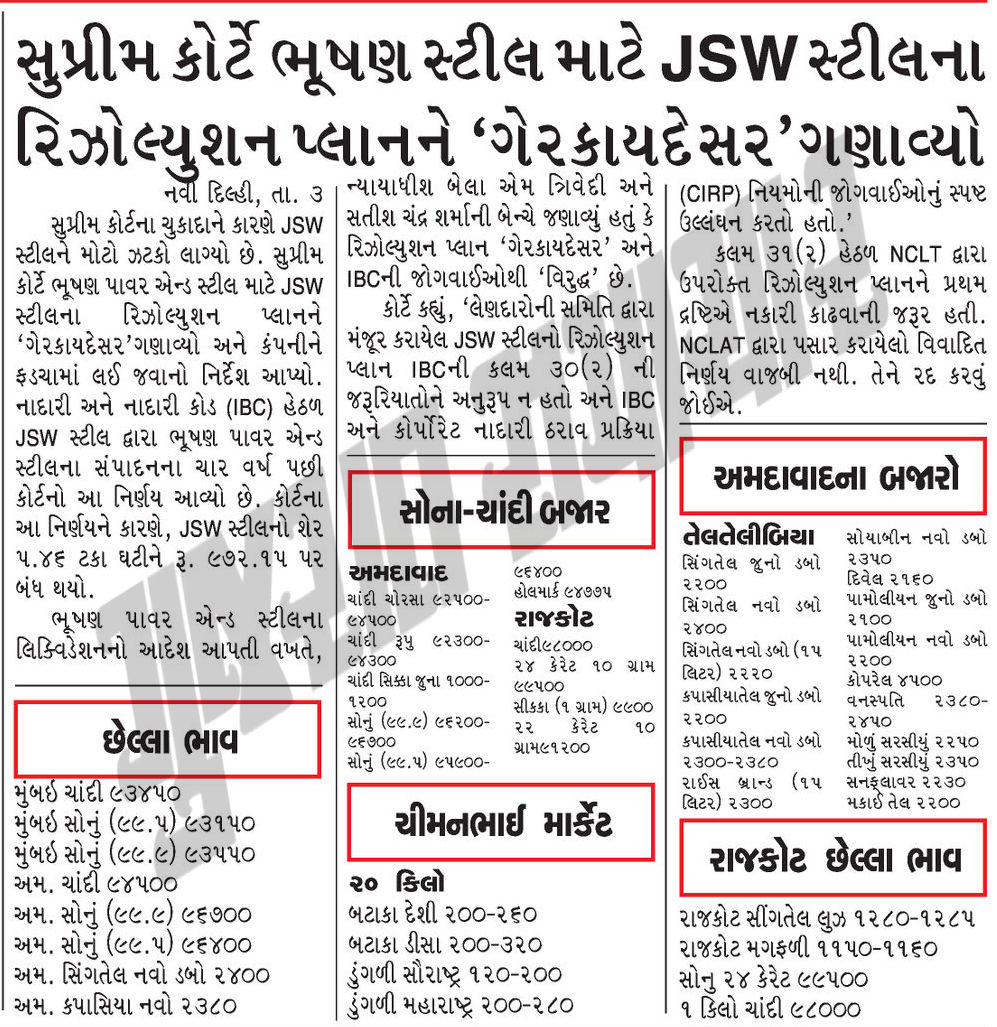 સુપ્રીમ કોર્ટે ભૂષણ સ્ટીલ માટે JSW સ્ટીલના
રિઝોલ્યુશન પ્લાનને ‘ગેરકાયદેસર’ ગણાવ્યો
નવી દિલ્હી, તા. ૩
સુપ્રીમ કોર્ટના ચુકાદાને કારણે JSW
સ્ટીલને મોટો ઝટકો લાગ્યો છે. સુપ્રીમ
કોર્ટે ભૂષણ પાવર એન્ડ સ્ટીલ માટે JSW
સ્ટીલના રિઝોલ્યુશન પ્લાનને
‘ગેરકાયદેસર’ ગણાવ્યો અને કંપનીને
ફડચામાં લઈ જવાનો નિર્દેશ આપ્યો.
નાદારી અને નાદારી કોડ (IBC) હેઠળ
JSW સ્ટીલ દ્વારા ભૂષણ પાવર એન્ડ
સ્ટીલના સંપાદનના ચાર વર્ષ પછી
કોર્ટનો આ નિર્ણય આવ્યો છે. કોર્ટના
આ નિર્ણયને કારણે, JSW સ્ટીલનો શેર
૫.૪૬ ટકા ઘટીને રૂ. ૯૭૨.૧૫ પર
બંધ થયો.
ભૂષણ પાવર એન્ડ સ્ટીલના
લિક્વિડેશનનો આદેશ આપતી વખતે,
ન્યાયાધીશ બેલા એમ ત્રિવેદી અને
સતીશ ચંદ્ર શર્માની બેન્ચે જણાવ્યું હતું કે
રિઝોલ્યુશન પ્લાન ‘ગેરકાયદેસર’ અને
IBCની જોગવાઈઓથી ‘વિરુદ્ધ’ છે.
કોર્ટે કહ્યું, ‘લેણદારોની સમિતિ દ્વારા
મંજૂર કરાયેલ JSW સ્ટીલનો રિઝોલ્યુશન
પ્લાન IBCની કલમ ૩૦(૨) ની
જરૂરિયાતોને અનુરૂપ ન હતો અને IBC
અને કોર્પોરેટ નાદારી ઠરાવ પ્રક્રિયા
(CIRP) નિયમોની જોગવાઈઓનું સ્પષ્ટ
ઉલ્લંઘન કરતો હતો.’
કલમ ૩૧(૨) હેઠળ NCLT દ્વારા
ઉપરોક્ત રિઝોલ્યુશન પ્લાનને પ્રથમ
દ્રષ્ટિએ નકારી કાઢવાની જરૂર હતી.
NCLAT દ્વારા પસાર કરાયેલો વિવાદિત
નિર્ણય વાજબી નથી. તેને રદ કરવું
જોઈએ.
છેલ્લા ભાવ
મુંબઇ ચાંદી ૯૩૪૫૦
મુંબઇ સોનું (૯૯.૫) ૯૩૧૫૦
મુંબઇ સોનું (૯૯.૯) ૯૩૫૫૦
અમ. ચાંદી ૯૪૫૦૦
અમ. સોનું (૯૯.૯) ૯૬૭૦૦
અમ. સોનું (૯૯.૫) ૯૬૪૦૦
અમ. સિંગતેલ નવો ડબો ૨૪૦૦
અમ. કપાસિયા નવો ૨૩૮૦
સોના-ચાંદી બજાર
અમદાવાદ
ચાંદી ચોરસા ૯૨૫૦૦-
૯૪૫૦૦
ચાંદી રૂપુ ૯૨૩૦૦-
૯૪૩૦૦
ચાંદી સિક્કા જુના ૧૦૦૦-
૧૨૦૦
સોનું (૯૯.૯) ૯૬૨૦૦-
૯૬૭૦૦
સોનું (૯૯.૫) ૯૫૯૦૦-
૯૬૪૦૦
હોલમાર્ક ૯૪૭૭૫
રાજકોટ
ચાંદી૯૮૦૦૦
૨૪ કેરેટ ૧૦ ગ્રામ
૯૯૫૦૦
સીક્કા (૧ ગ્રામ) ૯૯૦૦
૨૨ કેરેટ ૧૦
ગ્રામ૯૧૨૦૦
ચીમનભાઈ માર્કેટ
૨૦ કિલો
બટાકા દેશી ૨૦૦-૨૬૦
બટાકા ડીસા ૨૦૦-૩૨૦
ડુંગળી સૌરાષ્ટ્ર ૧૨૦-૨૦૦
ડુંગળી મહારાષ્ટ્ર ૨૦૦-૨૮૦
અમદાવાદના બજારો
તેલતેલીબિયા
સિંગતેલ જુનો ડબો
૨૨૦૦
સિંગતેલ નવો ડબો
૨૪૦૦
સિંગતેલ નવો ડબો (૧૫
લિટર) ૨૨૨૦
કપાસીયાતેલ જુનો ડબો
૨૨૦૦
કપાસીયાતેલ નવો ડબો
૨૩૦૦-૨૩૮૦
રાઈસ બ્રાન્ડ (૧૫
લિટર) ૨૩૦૦
સોયાબીન નવો ડબો
૨૩૫૦
દિવેલ ૨૧૬૦
પામોલીયન જુનો ડબો
૨૧૦૦
પામોલીયન નવો ડબો
૨૨૦૦
કોપરેલ ૪૫૦૦
વનસ્પતિ ૨૩૮૦-
૨૪૫૦
મોળું સરસીયું ૨૨૫૦
તીખું સરસીયું ૨૩૫૦
સનફલાવર ૨૨૩૦
મકાઈ તેલ ૨૨૦૦
રાજકોટ છેલ્લા ભાવ
રાજકોટ સીંગતેલ લુઝ ૧૨૮૦-૧૨૮૫
રાજકોટ મગફળી ૧૧૫૦-૧૧૬૦
સોનુ ૨૪ કેરેટ ૯૯૫૦૦
૧ કિલો ચાંદી ૯૮૦૦૦